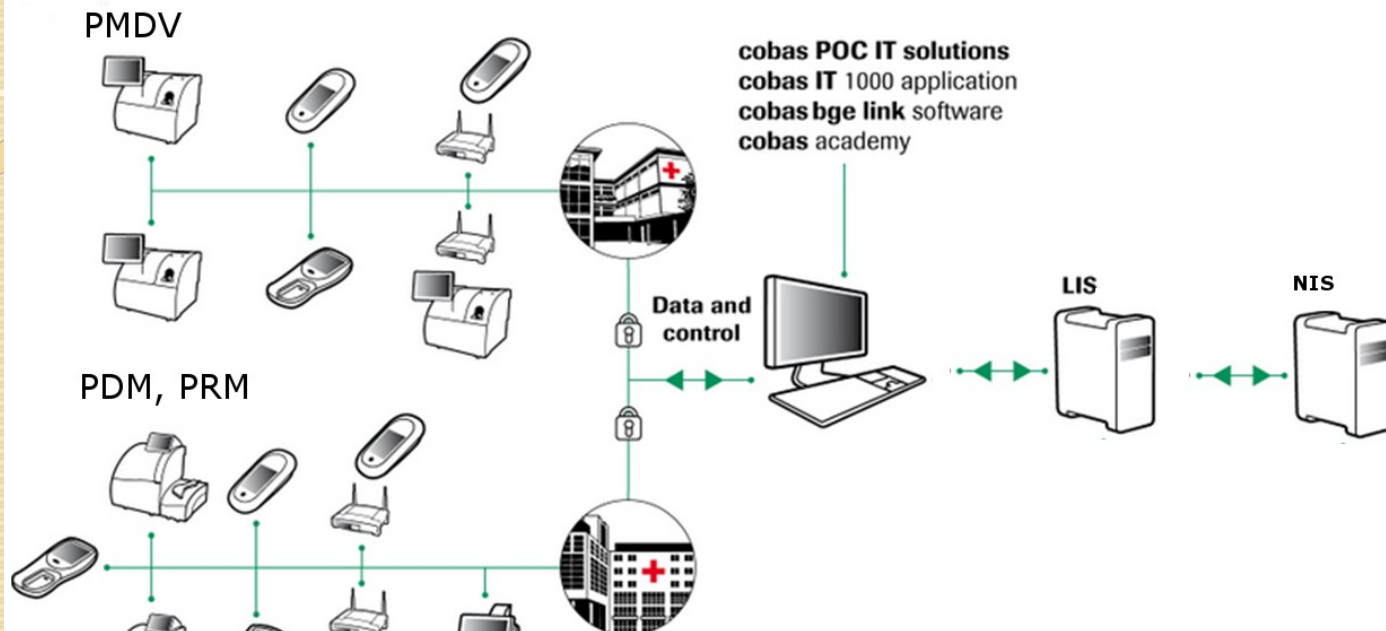 PMDV
cobas POC IT solutions
cobas IT 1000 application
cobas bge link software
cobas academy
Data and
control
LIS
NIS
PDM, PRM